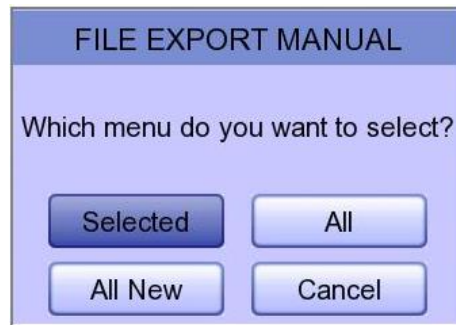 FILE EXPORT MANUAL
Which menu do you want to select?
Selected All
All New Cancel